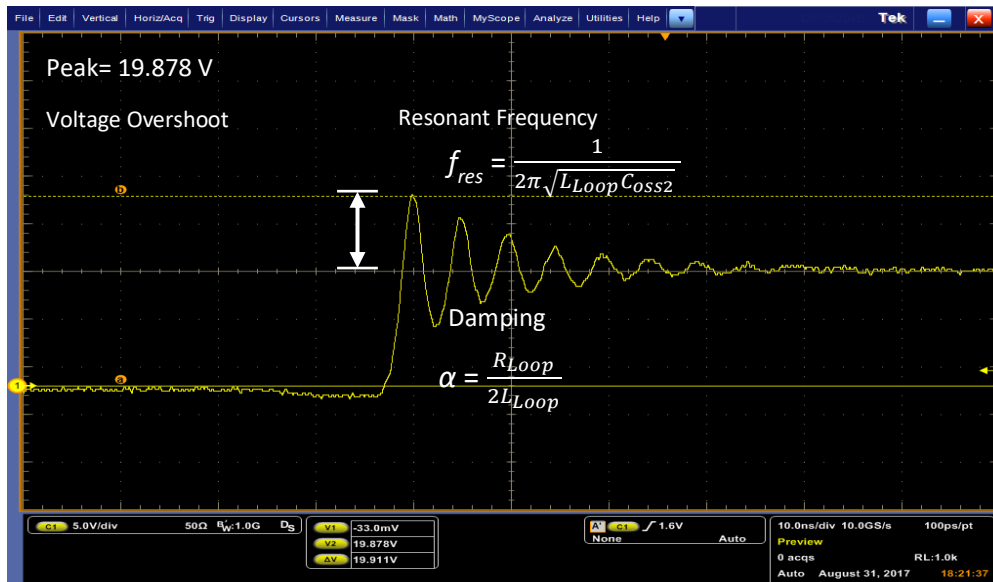 File Edit Vertical Horiz/Acq Trig Display Cursors Measure Mask Math MyScope Analyze Utilities Help Tek X
Peak= 19.878 V
Voltage Overshoot
Resonant Frequency
f_res = 1 / 2π√(L_Loop C_oss2)
b
Damping
a
1
α = R_Loop / 2L_Loop
C1 5.0V/div 50Ω B_W:1.0G D_S
V1 -33.0mV
V2 19.878V
ΔV 19.911V
A' C1 ∫ 1.6V
None Auto
10.0ns/div 10.0GS/s 100ps/pt
Preview
0 acqs RL:1.0k
Auto August 31, 2017 18:21:37